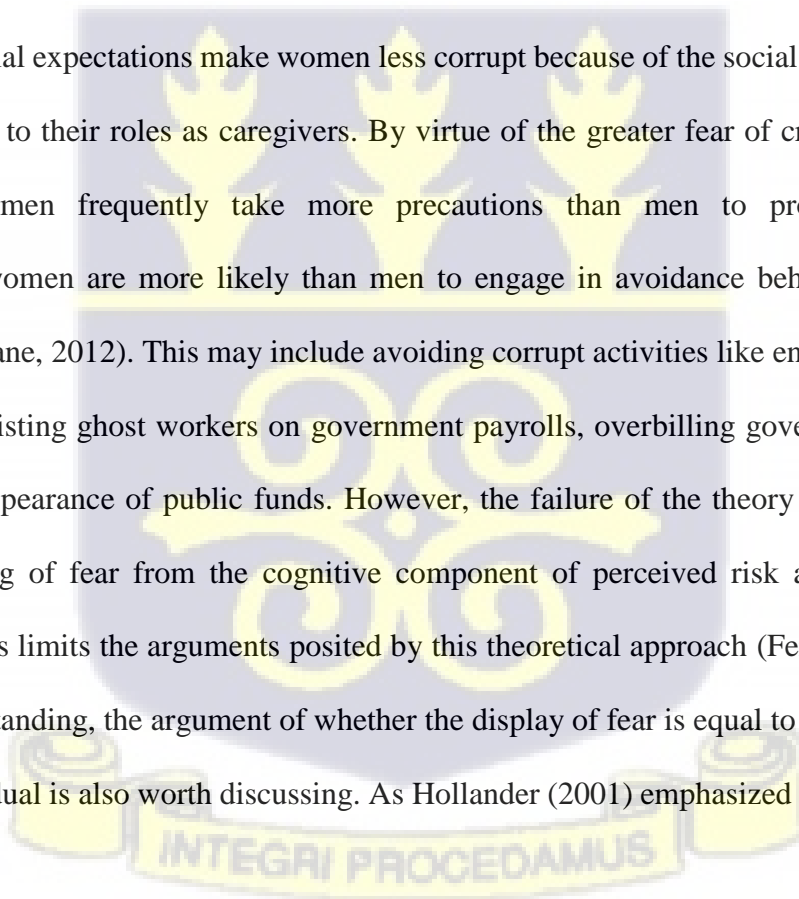 ial expectations make women less corrupt because of the social
to their roles as caregivers. By virtue of the greater fear of cr
men frequently take more precautions than men to pro
women are more likely than men to engage in avoidance beh
ane, 2012). This may include avoiding corrupt activities like en
isting ghost workers on government payrolls, overbilling gove
pearance of public funds. However, the failure of the theory
g of fear from the cognitive component of perceived risk a
s limits the arguments posited by this theoretical approach (Fe
tanding, the argument of whether the display of fear is equal to
dual is also worth discussing. As Hollander (2001) emphasized
INTEGRI PROCEDAMUS